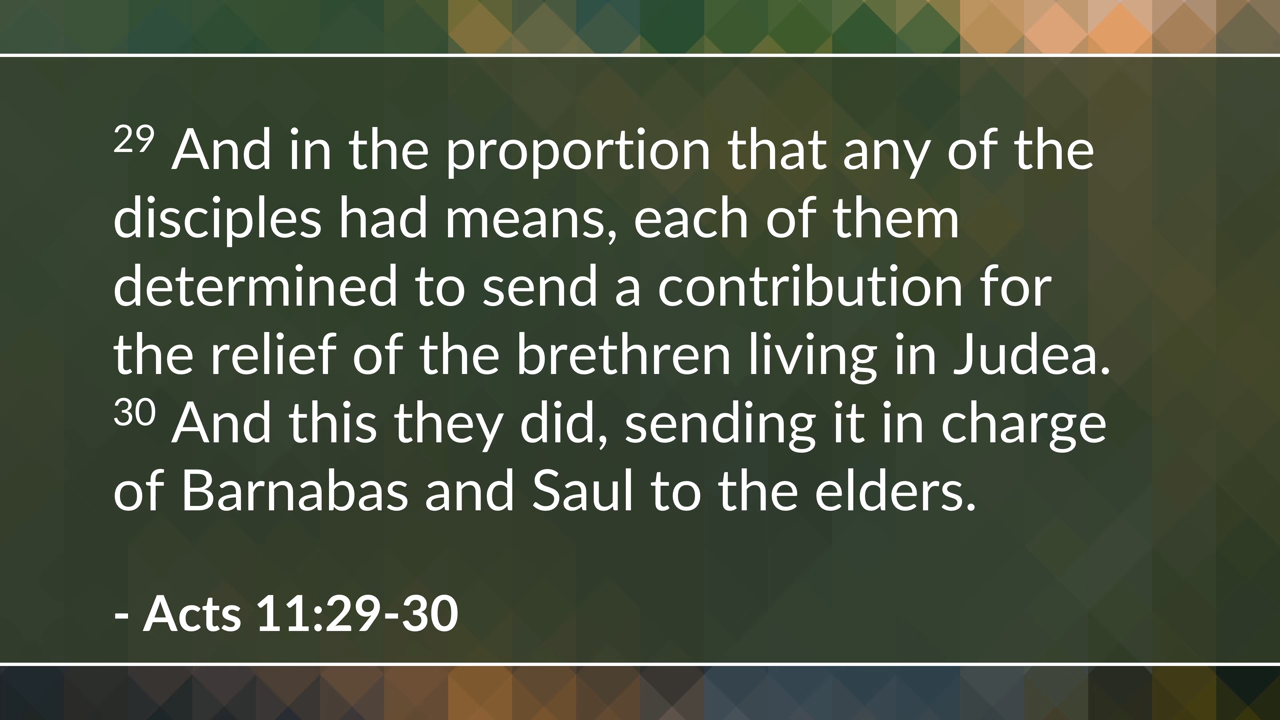 29 And in the proportion that any of the
disciples had means, each of them
determined to send a contribution for
the relief of the brethren living in Judea.
30 And this they did, sending it in charge
of Barnabas and Saul to the elders.
- Acts 11:29-30